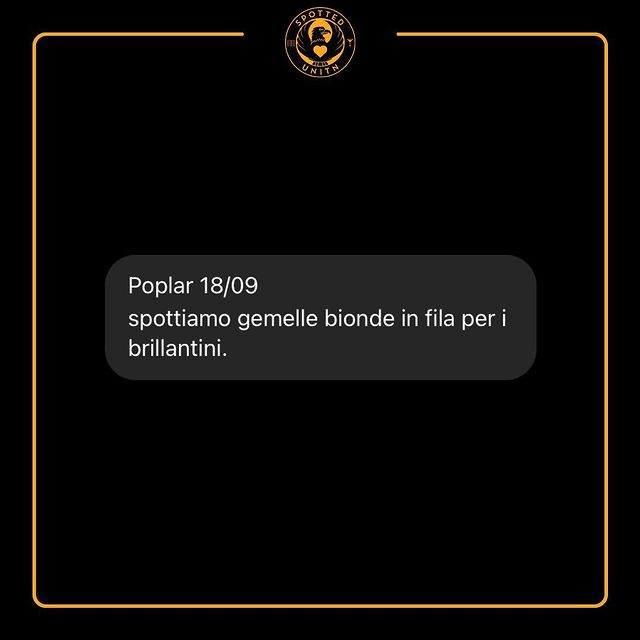 SPOTTED
UNITN
Poplar 18/09
spottiamo gemelle bionde in fila per i
brillantini.